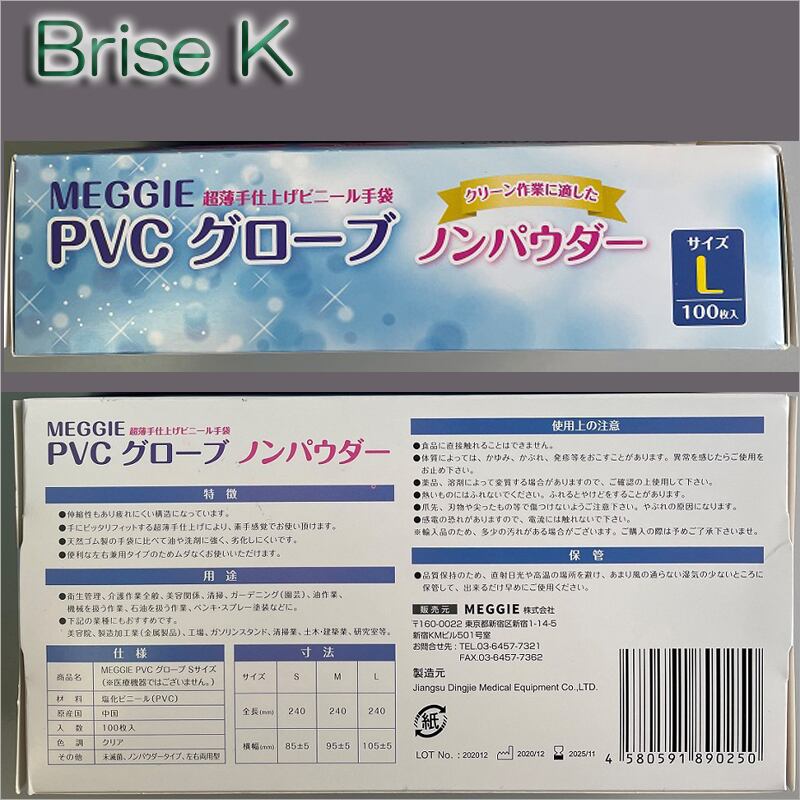 Brise K
MEGGIE 超薄手仕上げビニール手袋
PVC グローブ
クリーン作業に適した
ノンパウダー
サイズ
L
100枚入
MEGGIE 超薄手仕上げビニール手袋
PVC グローブ ノンパウダー
特徴
●伸縮性もあり疲れにくい構造になっています。
●手にピッタリフィットする超薄手仕上げにより、素手感覚でお使い頂けます。
●天然ゴム製の手袋に比べて油や洗剤に強く、劣化しにくいです。
●便利な左右兼用タイプのためムダなくお使いいただけます。
用途
●衛生管理、介護作業全般、美容関係、清掃、ガーデニング(園芸)、油作業、
機械を扱う作業、石油を扱う作業、ペンキ・スプレー塗装などに。
●下記の業種にもおすすめです。
美容院、製造加工業(金属製品)、工場、ガソリンスタンド、清掃業、土木・建築業、研究室等。
仕様
商品名 MEGGIE PVC グローブ Sサイズ
(※医療機器ではございません。)
材料 塩化ビニール(PVC)
原産国 中国
入数 100枚入
色調 クリア
その他 未滅菌、ノンパウダータイプ、左右両用型
寸法
サイズ S M L
全長(mm) 240 240 240
横幅(mm) 85±5 95±5 105±5
使用上の注意
●食品に直接触れることはできません。
●体質によっては、かゆみ、かぶれ、発疹等をおこすことがあります。異常を感じたらご使用を
お止め下さい。
●薬品、溶剤によって変質する場合がありますので、ご確認の上使用して下さい。
●熱いものにはふれないでください。ふれるとやけどをすることがあります。
●爪先、刃物や尖ったもの等で傷つけないようご注意下さい。やぶれの原因になります。
●感電の恐れがありますので、電流には触れないで下さい。
※輸入品のため、多少の汚れがある場合がございます。ご購入の際は予めご了承下さいませ。
保管
●品質保持のため、直射日光や高温の場所を避け、あまり風の通らない湿気の少ないところに
保管して、出来るだけ早めにご使用ください。
販売元 MEGGIE 株式会社
〒160-0022 東京都新宿区新宿1-14-5
新宿KMビル501号室
お問合せ先:TEL.03-6457-7321
FAX.03-6457-7362
製造元
Jiangsu Dingjie Medical Equipment Co.,LTD.
紙
LOT No.: 202012 2020/12 2025/11
4 580591 890250